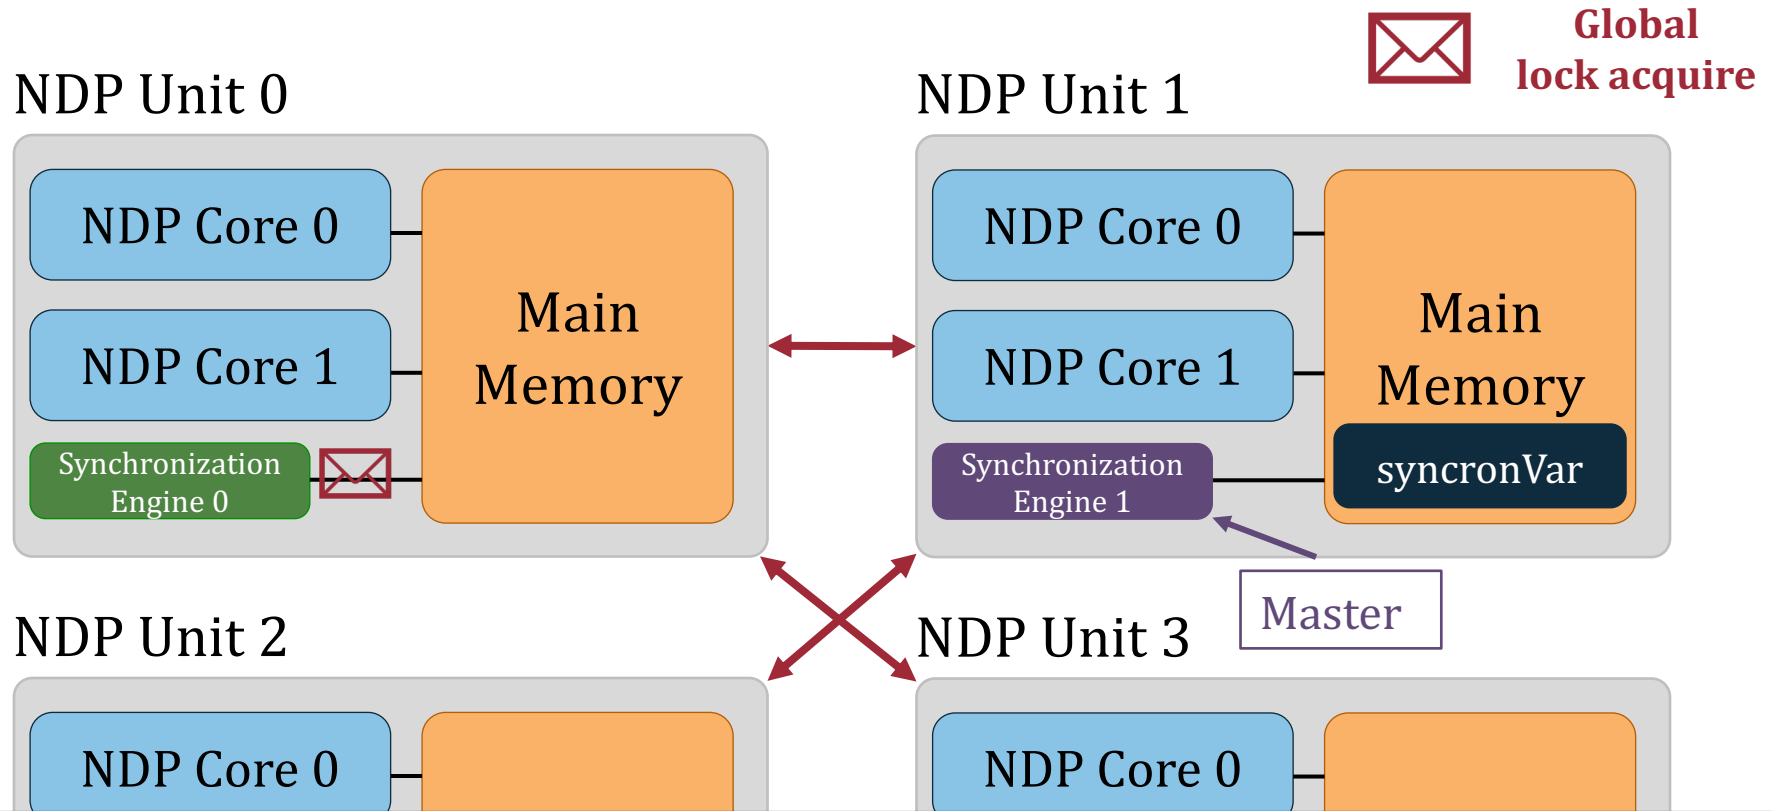 Global
lock acquire
NDP Unit 0
NDP Unit 1
NDP Core 0
NDP Core 1
Main
Memory
Synchronization
Engine 0
NDP Core 0
NDP Core 1
Main
Memory
syncronVar
Synchronization
Engine 1
Master
NDP Unit 2
NDP Unit 3
NDP Core 0
NDP Core 0